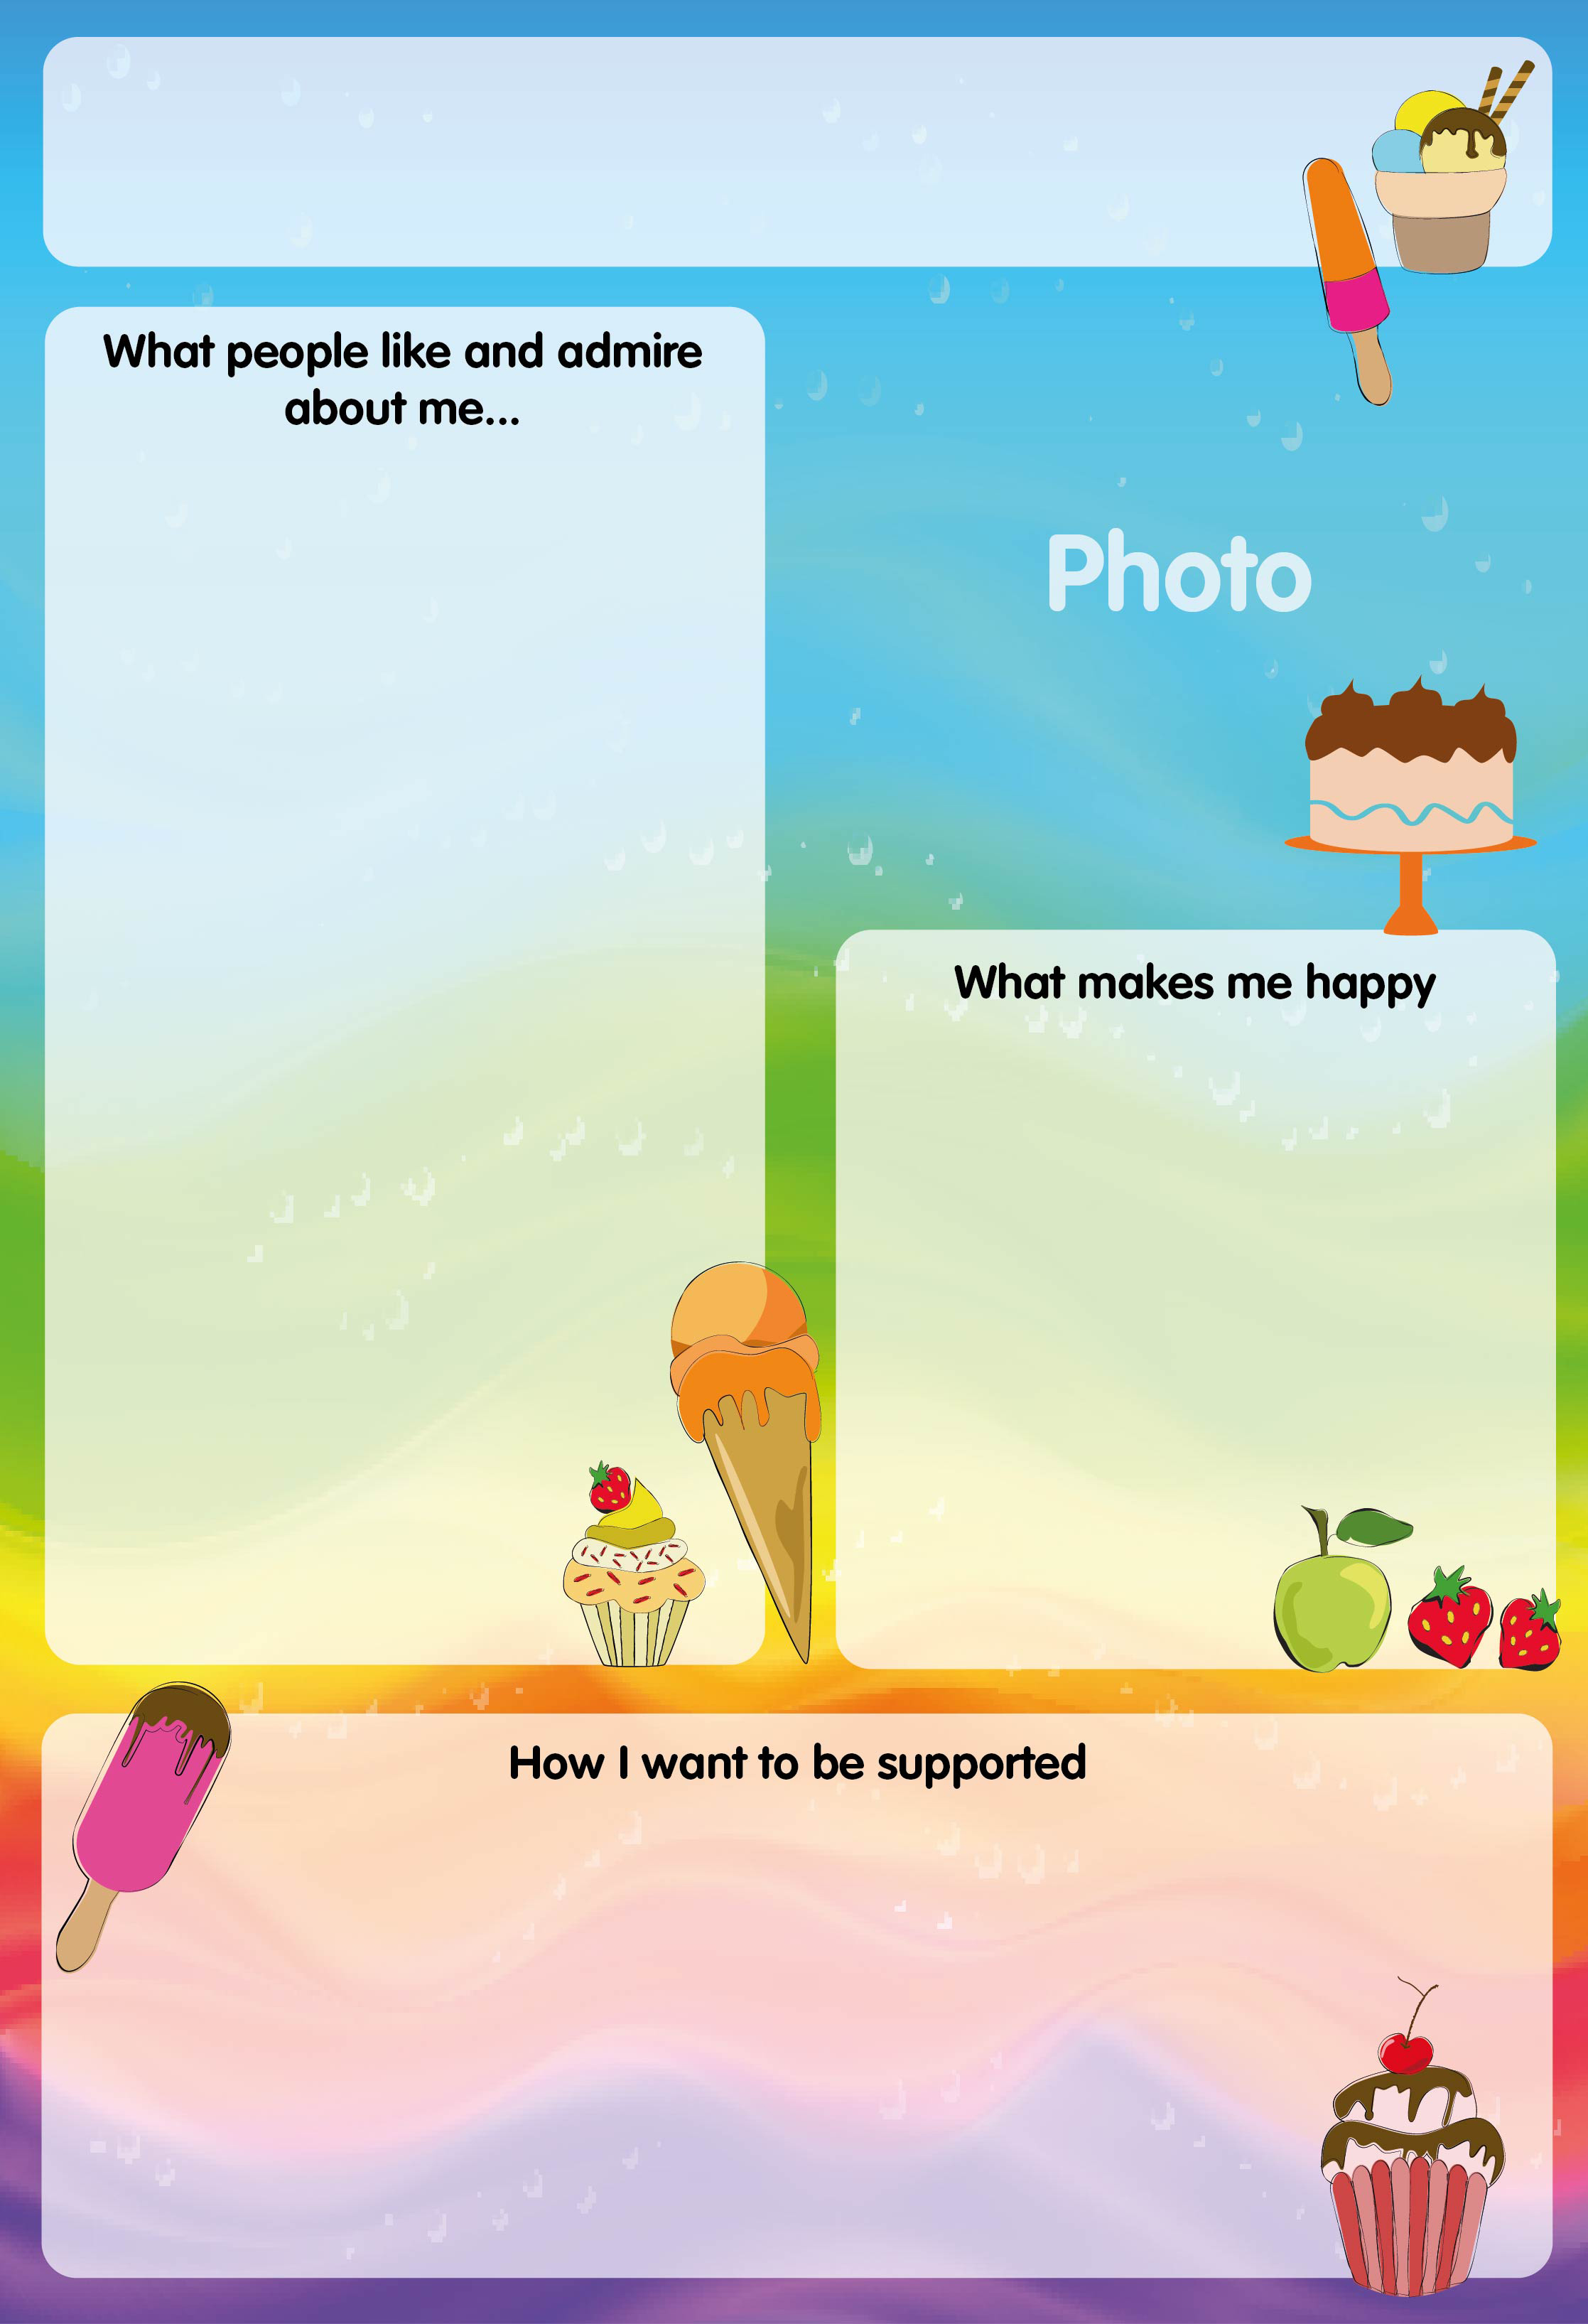 What people like and admire
about me...
Photo
What makes me happy
How I want to be supported